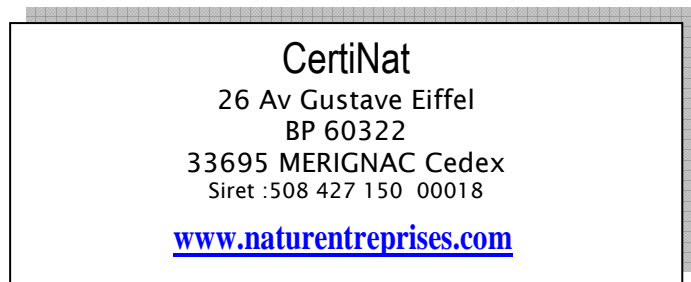 CertiNat
26 Av Gustave Eiffel
BP 60322
33695 MERIGNAC Cedex
Siret :508 427 150 00018
www.naturentreprises.com